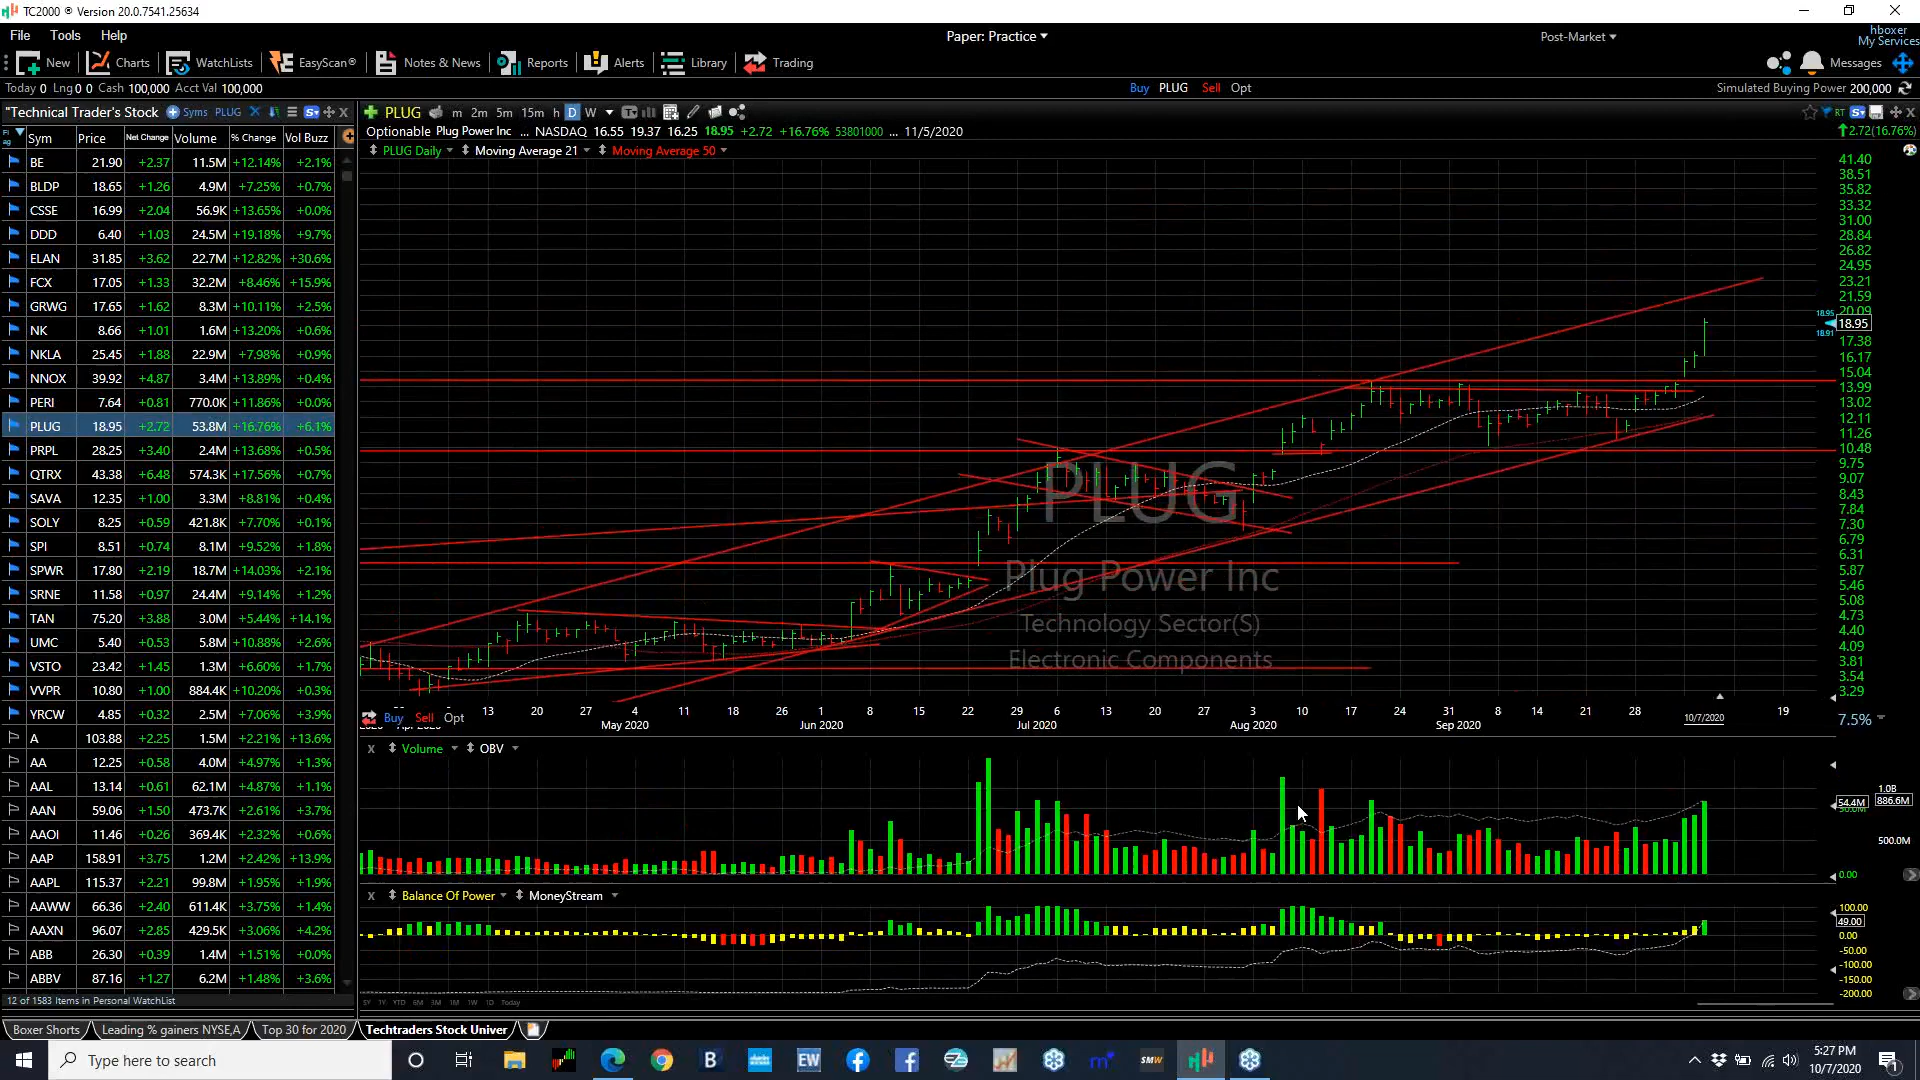 TC2000 ® Version 20.0.7541.25634
File Tools Help
Paper: Practice
Post-Market
hboxer
My Services
New Charts WatchLists EasyScan® Notes & News Reports Alerts Library Trading
Messages
Today 0 Lng 0 0 Cash 100,000 Acct Val 100,000
Buy PLUG Sell Opt
Simulated Buying Power 200,000
"Technical Trader's Stock Syms PLUG
PLUG m 2m 5m 15m h D W
RT
Optionable Plug Power Inc ... NASDAQ 16.55 19.37 16.25 18.95 +2.72 +16.76% 53801000 ... 11/5/2020
2.72(16.76%)
PLUG Daily Moving Average 21 Moving Average 50
Sym Price Net Change Volume % Change Vol Buzz
BE 21.90 +2.37 11.5M +12.14% +2.1%
BLDP 18.65 +1.26 4.9M +7.25% +0.7%
CSSE 16.99 +2.04 56.9K +13.65% +0.0%
DDD 6.40 +1.03 24.5M +19.18% +9.7%
ELAN 31.85 +3.62 22.7M +12.82% +30.6%
FCX 17.05 +1.33 32.2M +8.46% +15.9%
GRWG 17.65 +1.62 8.3M +10.11% +2.5%
NK 8.66 +1.01 1.6M +13.20% +0.6%
NKLA 25.45 +1.88 22.9M +7.98% +0.9%
NNOX 39.92 +4.87 3.4M +13.89% +0.4%
PERI 7.64 +0.81 770.0K +11.86% +0.0%
PLUG 18.95 +2.72 53.8M +16.76% +6.1%
PRPL 28.25 +3.40 2.4M +13.68% +0.5%
QTRX 43.38 +6.48 574.3K +17.56% +0.7%
SAVA 12.35 +1.00 3.3M +8.81% +0.4%
SOLY 8.25 +0.59 421.8K +7.70% +0.1%
SPI 8.51 +0.74 8.1M +9.52% +1.8%
SPWR 17.80 +2.19 18.7M +14.03% +2.1%
SRNE 11.58 +0.97 24.4M +9.14% +1.2%
TAN 75.20 +3.88 3.0M +5.44% +14.1%
UMC 5.40 +0.53 5.8M +10.88% +2.6%
VSTO 23.42 +1.45 1.3M +6.60% +1.7%
VVPR 10.80 +1.00 884.4K +10.20% +0.3%
YRCW 4.85 +0.32 2.5M +7.06% +3.9%
A 103.88 +2.25 1.5M +2.21% +13.6%
AA 12.25 +0.58 4.0M +4.97% +1.3%
AAL 13.14 +0.61 62.1M +4.87% +1.1%
AAN 59.06 +1.50 473.7K +2.61% +3.7%
AAOI 11.46 +0.26 369.4K +2.32% +0.6%
AAP 158.91 +3.75 1.2M +2.42% +13.9%
AAPL 115.37 +2.21 99.8M +1.95% +1.9%
AAWW 66.36 +2.40 611.4K +3.75% +1.4%
AAXN 96.07 +2.85 429.5K +3.06% +4.2%
ABB 26.30 +0.39 1.4M +1.51% +0.0%
ABBV 87.16 +1.27 6.2M +1.48% +3.6%
12 of 1583 Items in Personal WatchList
41.40
38.51
35.82
33.32
31.00
28.84
26.82
24.95
23.21
21.59
20.09
18.95 18.95
18.91
17.38
16.17
15.04
13.99
13.02
12.11
11.26
10.48
9.75
9.07
8.43
7.84
7.30
6.79
6.31
5.87
5.46
5.08
4.73
4.40
4.09
3.81
3.54
3.29
7.5%
PLUG
Plug Power Inc
Technology Sector(S)
Electronic Components
Buy Sell Opt
13 20 27 4 11 18 26 1 8 15 22 29 6 13 20 27 3 10 17 24 31 8 14 21 28 10/7/2020 19
May 2020 Jun 2020 Jul 2020 Aug 2020 Sep 2020
X Volume OBV
54.4M 1.0B
886.6M
500.0M
0.00
X Balance Of Power MoneyStream
100.00
49.00
0.00
-50.00
-100.00
-150.00
-200.00
5Y 1Y YTD 6M 3M 1M 1W 1D Today
Boxer Shorts Leading % gainers NYSE,A Top 30 for 2020 Techtraders Stock Univer
Type here to search
B EW SMW
5:27 PM
10/7/2020
1